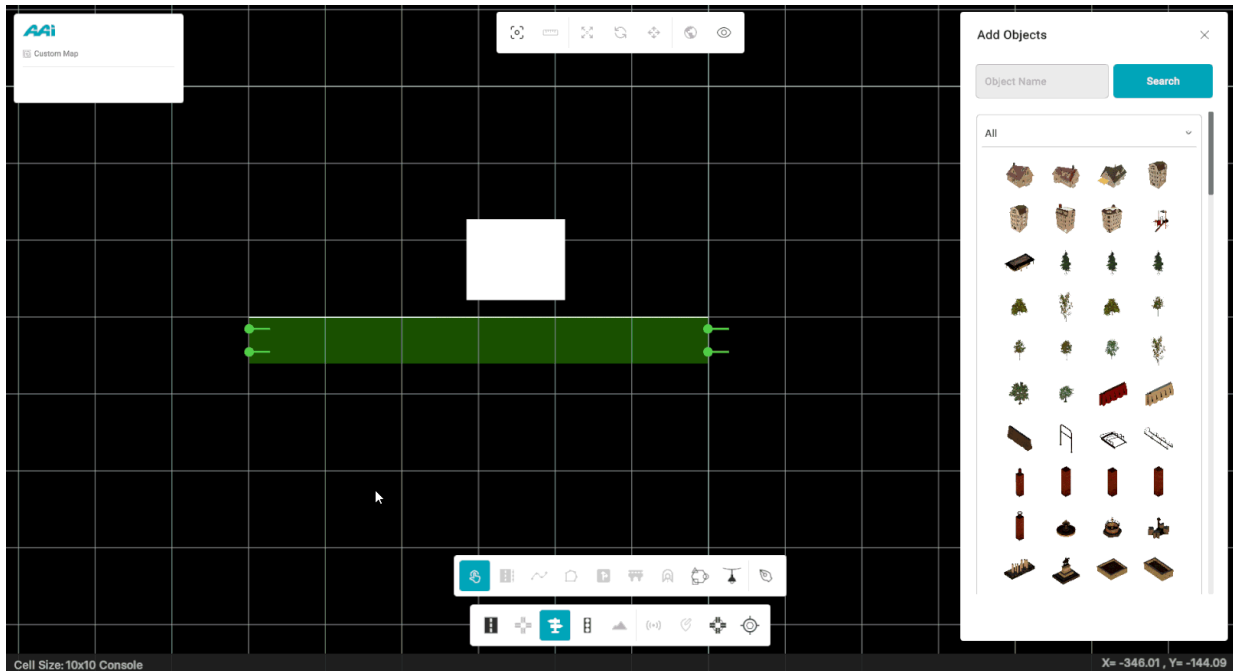 AAi
Custom Map
Add Objects
Object Name
Search
All
Cell Size: 10x10 Console
X= -346.01 , Y= -144.09